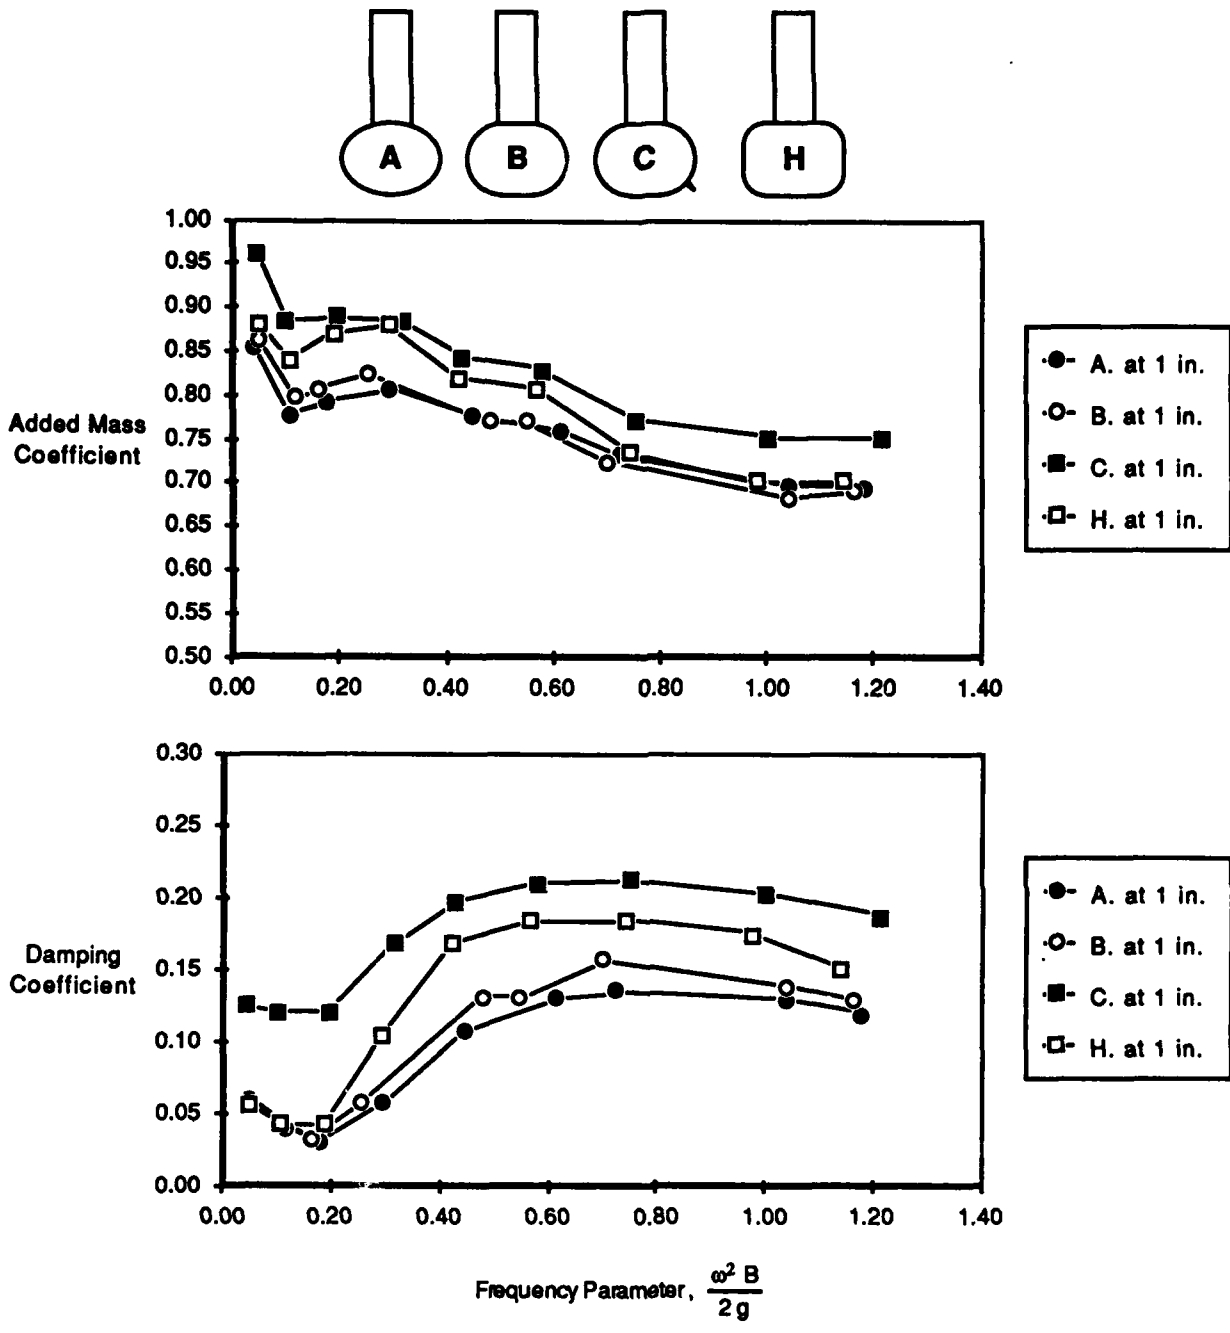 A B C H
1.00
0.95
0.90
0.85
0.80
0.75
0.70
0.65
0.60
0.55
0.50
Added Mass
Coefficient
0.00 0.20 0.40 0.60 0.80 1.00 1.20 1.40
A. at 1 in.
B. at 1 in.
C. at 1 in.
H. at 1 in.
0.30
0.25
0.20
0.15
0.10
0.05
0.00
Damping
Coefficient
0.00 0.20 0.40 0.60 0.80 1.00 1.20 1.40
A. at 1 in.
B. at 1 in.
C. at 1 in.
H. at 1 in.
Frequency Parameter, ω² B
2 g